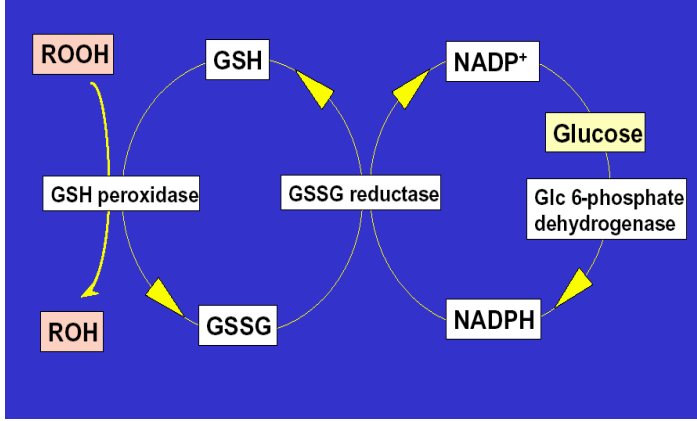 ROOH
GSH
NADP⁺
Glucose
GSH peroxidase
GSSG reductase
Glc 6-phosphate
dehydrogenase
ROH
GSSG
NADPH